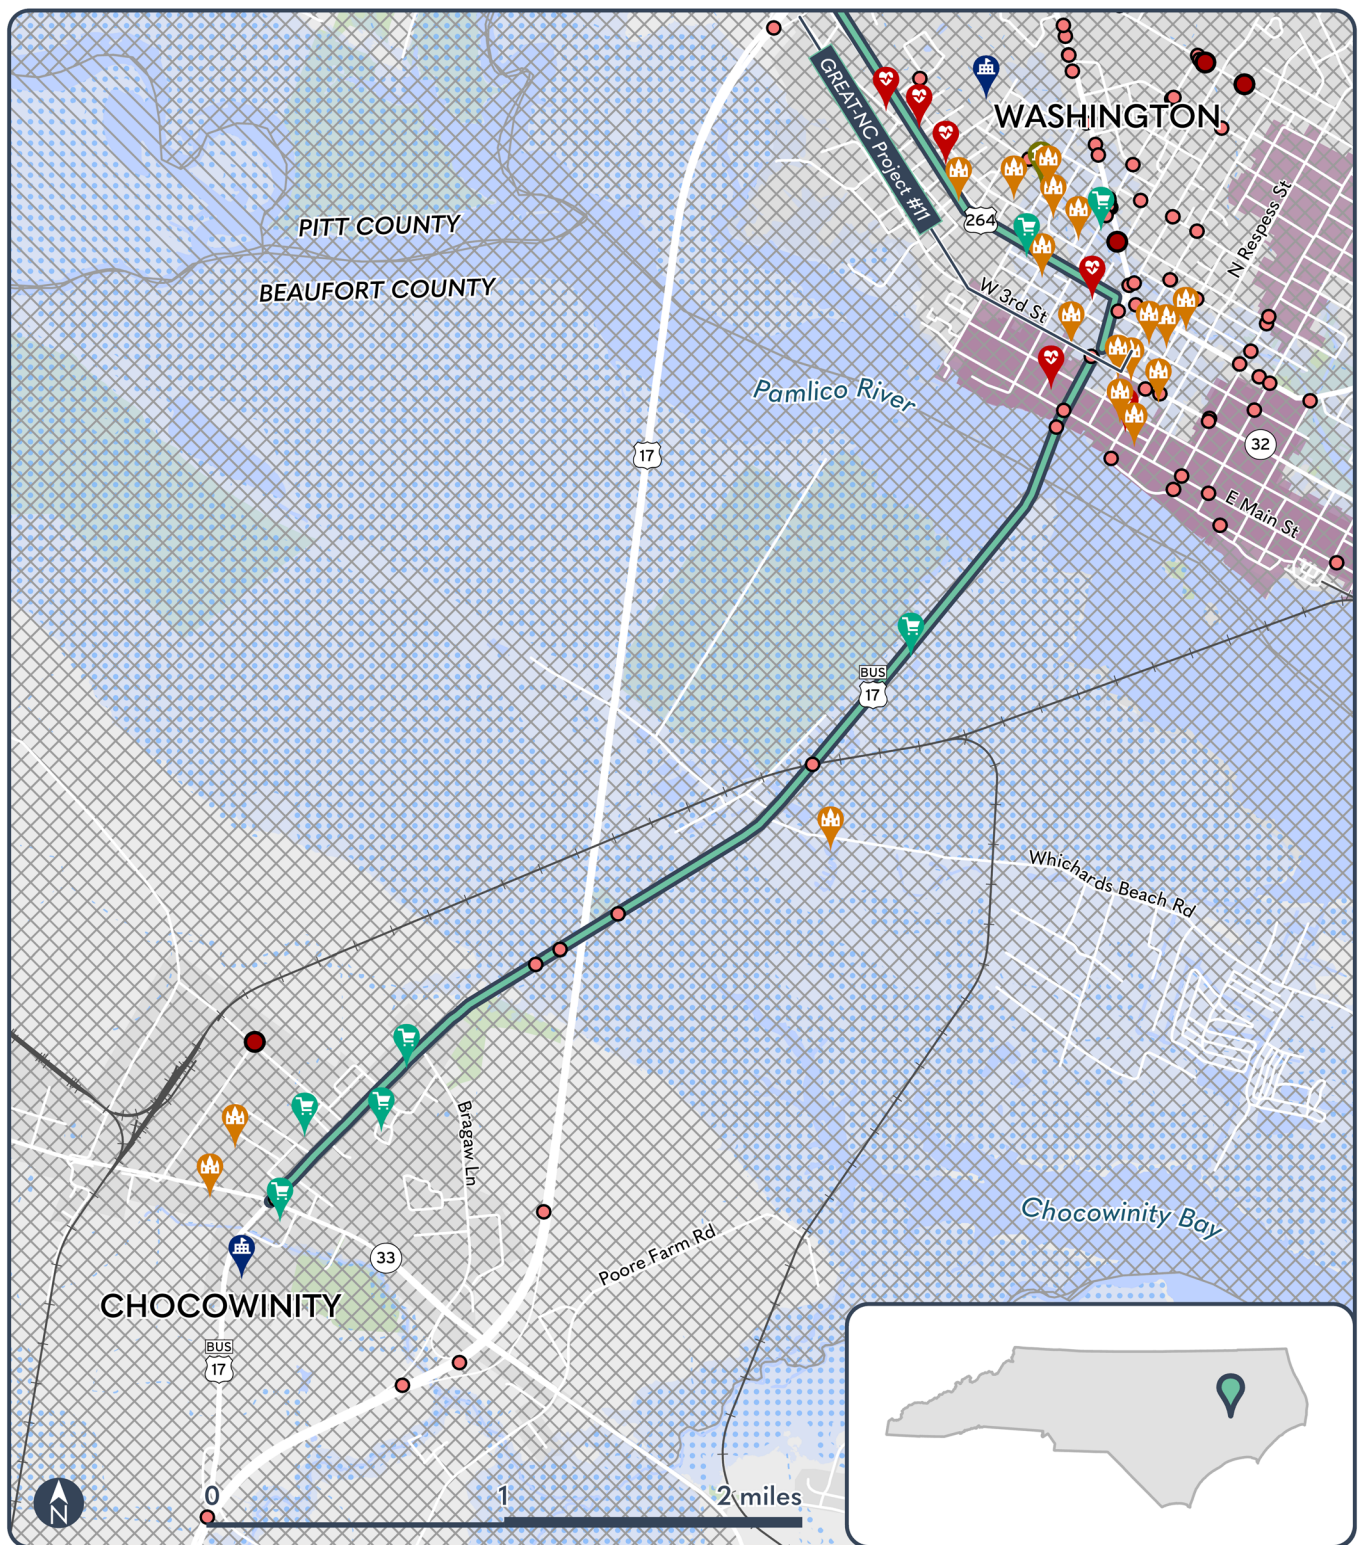 GREAT-NC Project #11
WASHINGTON
264
N Respess St
PITT COUNTY
BEAUFORT COUNTY
W 3rd St
Pamlico River
17
32
E Main St
BUS
17
Whichards Beach Rd
Bragaw Ln
Chocowinity Bay
33
Poore Farm Rd
CHOCOWINITY
BUS
17
0 1 2 miles
N